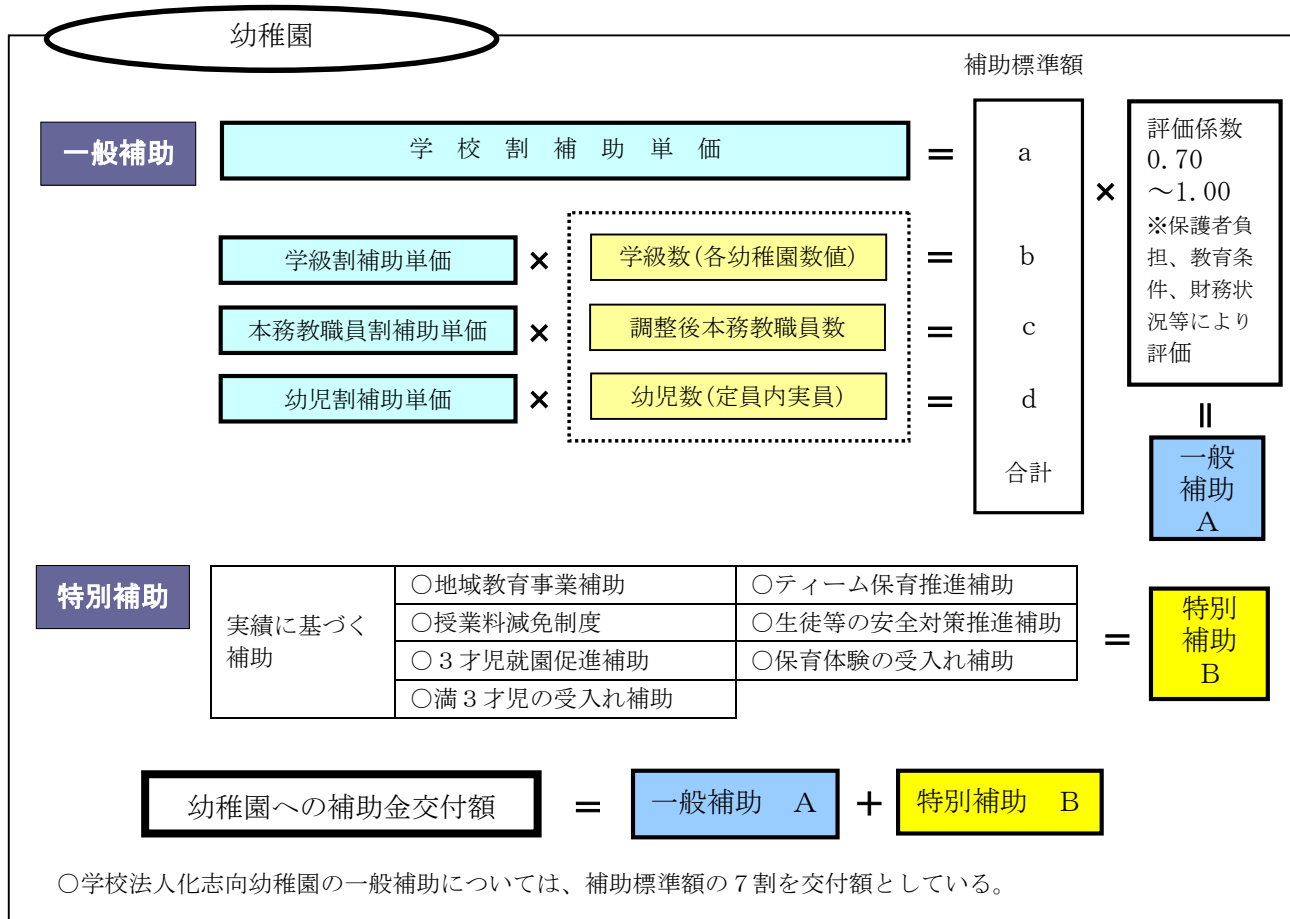 幼稚園
補助標準額
一般補助
学校割補助単価
＝
a
×
評価係数
0.70
～1.00
※保護者負
担、教育条
件、財務状
況等により
評価
学級割補助単価 × 学級数(各幼稚園数値) ＝ b
本務教職員割補助単価 × 調整後本務教職員数 ＝ c
幼児割補助単価 × 幼児数(定員内実員) ＝ d
合計
＝
一般
補助
A
特別補助
実績に基づく
補助
○地域教育事業補助 ○ティーム保育推進補助
○授業料減免制度 ○生徒等の安全対策推進補助
○３才児就園促進補助 ○保育体験の受入れ補助
○満３才児の受入れ補助
＝
特別
補助
B
幼稚園への補助金交付額 ＝ 一般補助 A ＋ 特別補助 B
○学校法人化志向幼稚園の一般補助については、補助標準額の７割を交付額としている。